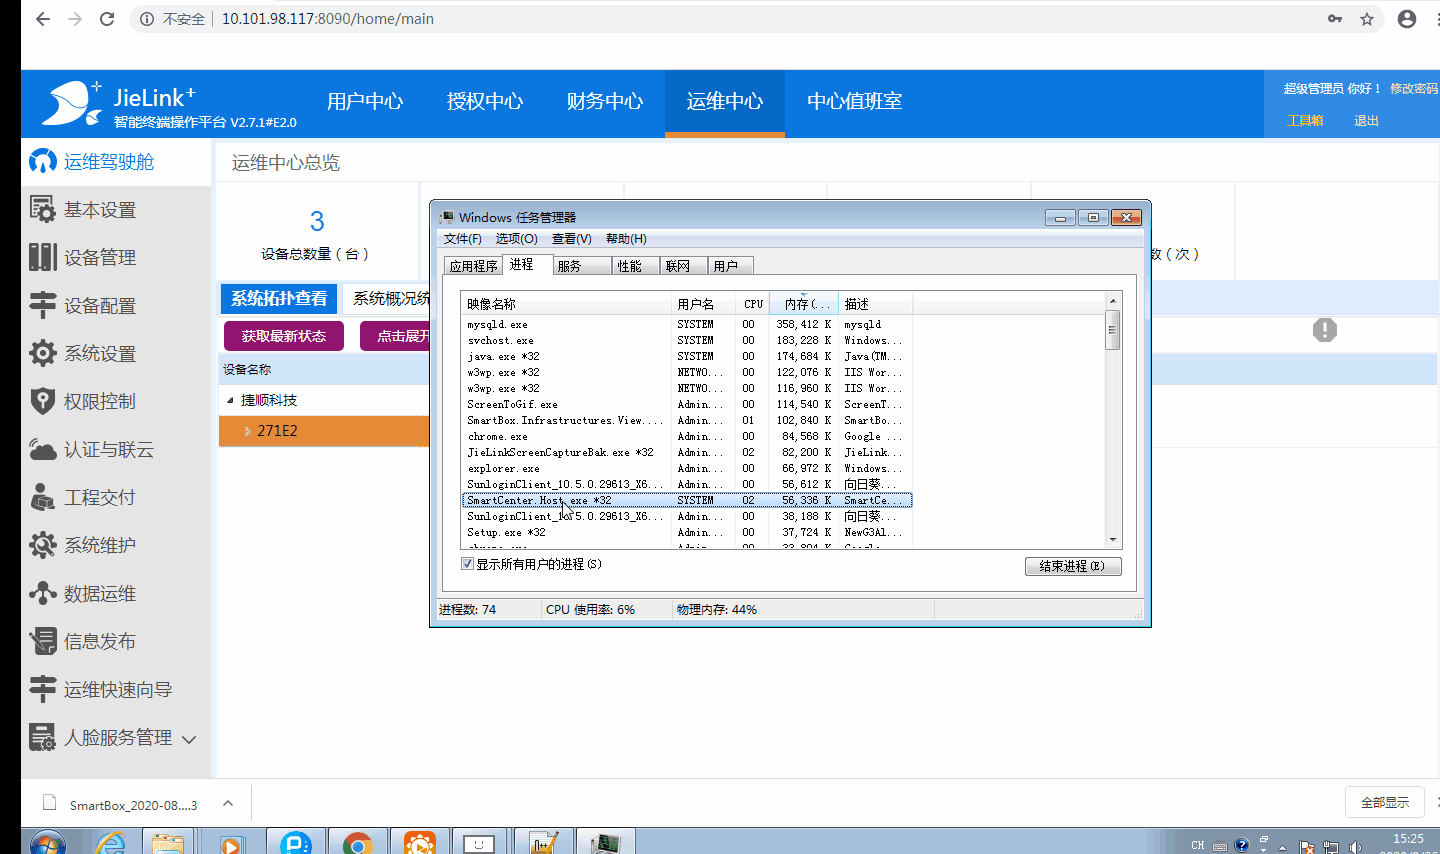 不安全 | 10.101.98.117:8090/home/main
JieLink+
智能终端操作平台 V2.7.1#E2.0
用户中心 授权中心 财务中心 运维中心 中心值班室
超级管理员 你好！ 修改密码
工具箱 退出
运维驾驶舱
基本设置
设备管理
设备配置
系统设置
权限控制
认证与联云
工程交付
系统维护
数据运维
信息发布
运维快速向导
人脸服务管理
运维中心总览
3
设备总数量（台）
数（次）
系统拓扑查看 系统概况统
获取最新状态 点击展开
设备名称
捷顺科技
271E2
Windows 任务管理器
文件(F) 选项(O) 查看(V) 帮助(H)
应用程序 进程 服务 性能 联网 用户
映像名称 用户名 CPU 内存(... 描述
mysqld.exe SYSTEM 00 358,412 K mysqld
svchost.exe SYSTEM 00 183,228 K Windows...
java.exe *32 SYSTEM 00 174,684 K Java(TM...
w3wp.exe *32 NETWO... 00 122,076 K IIS Wor...
w3wp.exe *32 NETWO... 00 116,960 K IIS Wor...
ScreenToGif.exe Admin... 00 114,540 K ScreenT...
SmartBox.Infrastructures.View.... Admin... 01 102,840 K SmartBo...
chrome.exe Admin... 00 84,568 K Google ...
JieLinkScreenCaptureBak.exe *32 Admin... 02 82,200 K JieLink...
explorer.exe Admin... 00 66,972 K Windows...
SunloginClient_10.5.0.29613_X6... Admin... 00 56,612 K 向日葵...
SmartCenter.Host.exe *32 SYSTEM 02 56,336 K SmartCe...
SunloginClient_10.5.0.29613_X6... Admin... 00 38,188 K 向日葵...
Setup.exe *32 Admin... 00 37,724 K NewG3Al...
显示所有用户的进程(S)
结束进程(E)
进程数: 74 CPU 使用率: 6% 物理内存: 44%
SmartBox_2020-08....3
全部显示
CH
15:25